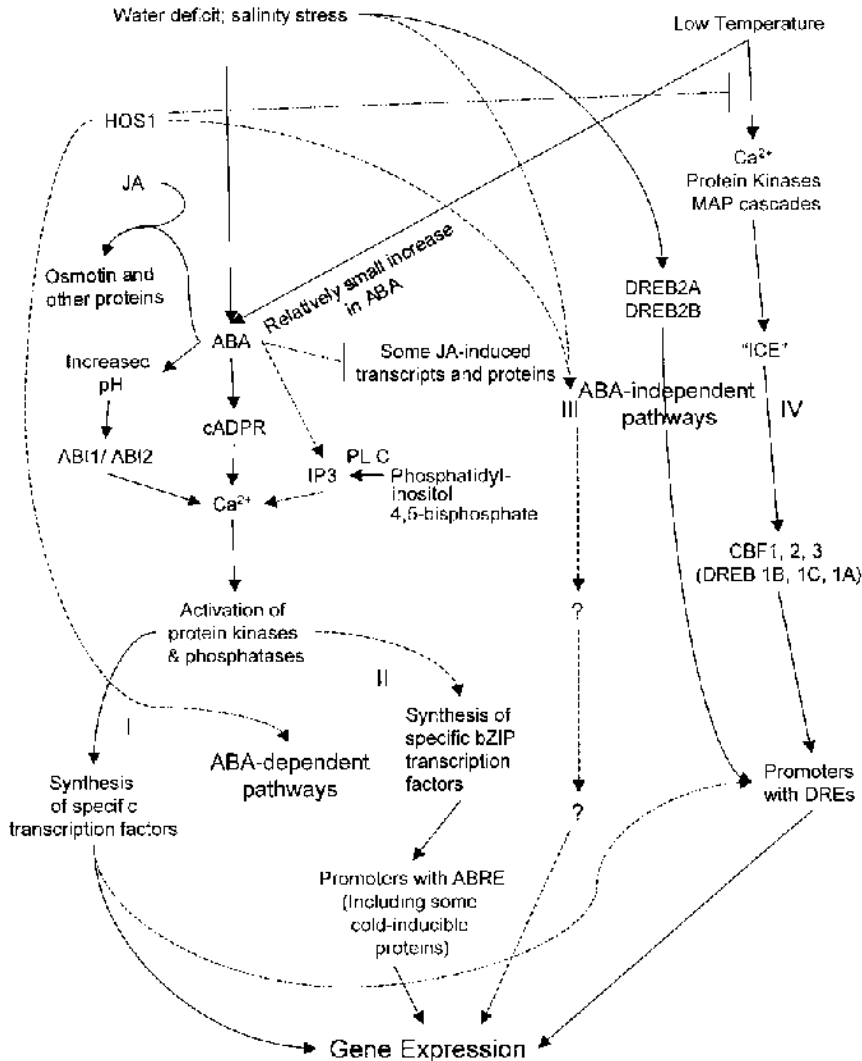 Water deficit; salinity stress
Low Temperature
HOS1
JA
Ca²⁺
Protein Kinases
MAP cascades
Osmotin and
other proteins
Relatively small increase
in ABA
DREB2A
DREB2B
ABA
Increased
pH
Some JA-induced
transcripts and proteins
"ICE"
III
ABA-independent
pathways
IV
cADPR
ABI1/ ABI2
IP3
PL C
Phosphatidyl-
inositol
4,5-bisphosphate
Ca²⁺
CBF1, 2, 3
(DREB 1B, 1C, 1A)
Activation of
protein kinases
& phosphatases
?
II
I
Synthesis of
specific bZIP
transcription
factors
ABA-dependent
pathways
Synthesis
of specific
transcription factors
Promoters
with DREs
?
Promoters with ABRE
(Including some
cold-inducible
proteins)
Gene Expression